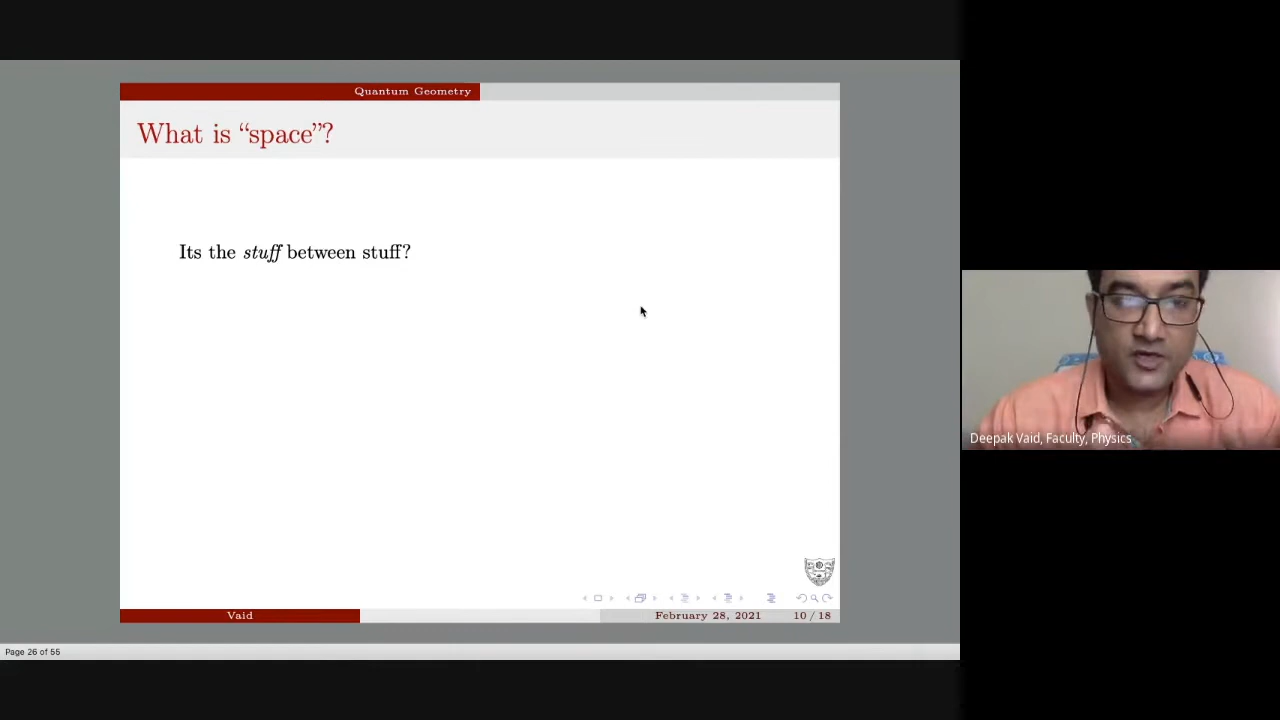 Quantum Geometry
What is “space”?
Its the stuff between stuff?
Deepak Vaid, Faculty, Physics
Vaid
February 28, 2021
10 / 18
Page 26 of 55